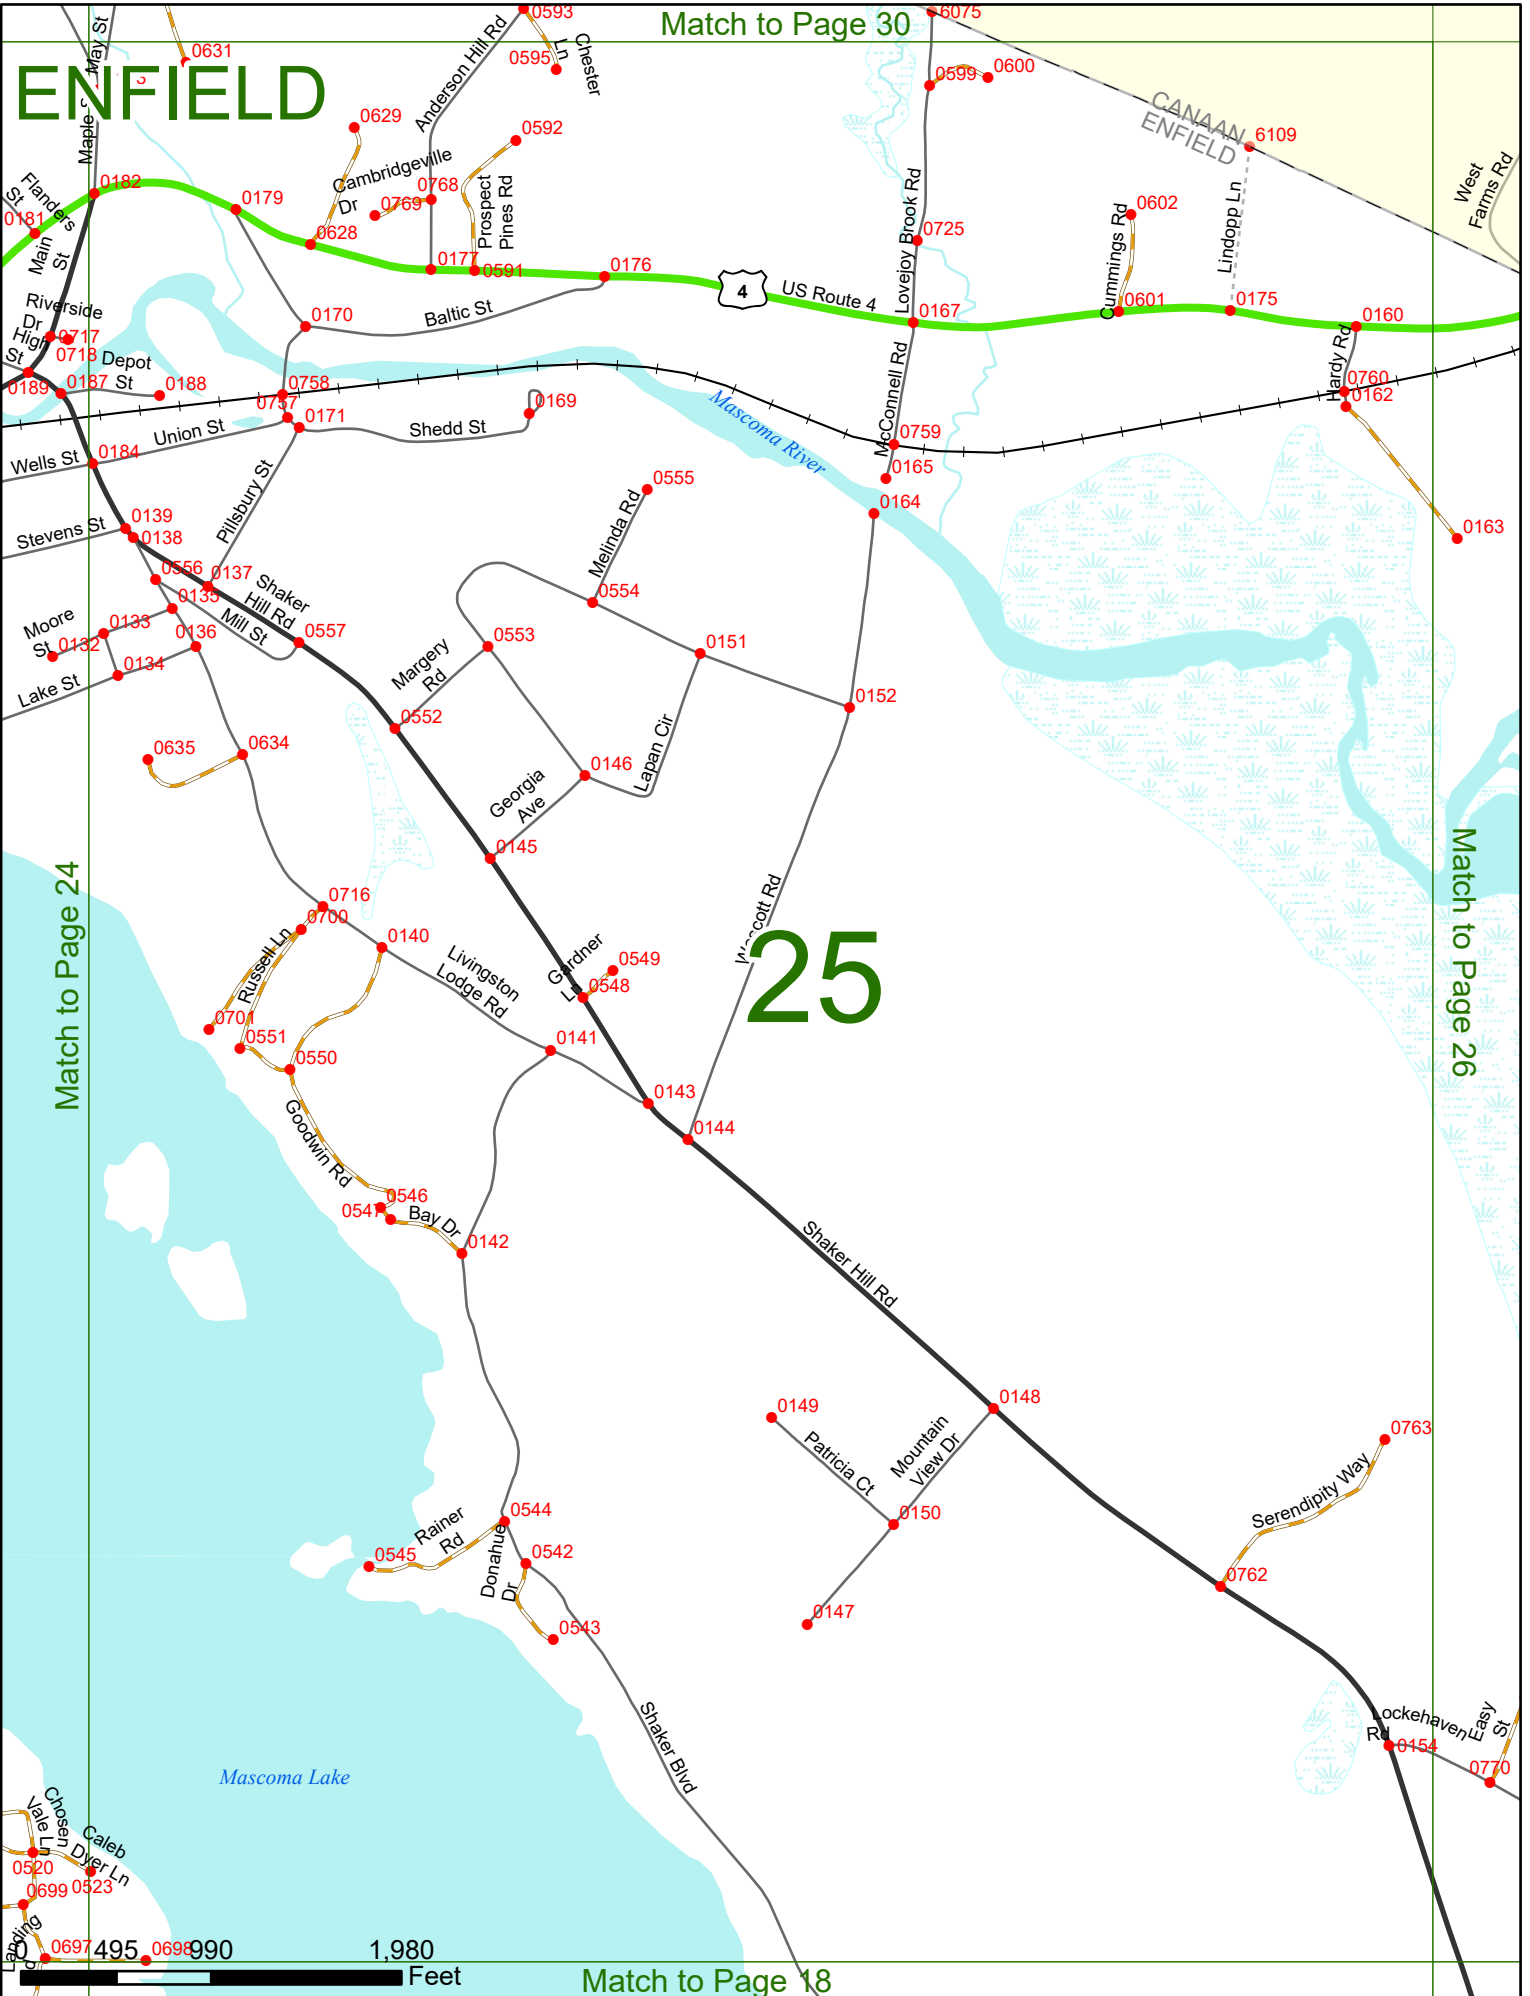 Match to Page 30
ENFIELD
May St
Maple S
0631
3
0593
Anderson Hill Rd
Chester
Ln
0595
6075
0599
0600
CANAAN
ENFIELD
6109
West
Farms Rd
0629
0592
Cambridgeville
Dr
0768
0769
Prospect
Pines Rd
Flanders
St
0182
0181
0179
0628
0177
0591
0176
Main
St
Lovejoy Brook Rd
0725
Cummings Rd
0602
Lindopp Ln
4
US Route 4
0167
0601
0175
0160
Riverside
Dr
High
St
0717
0718
0170
Baltic St
Depot
St
0189
0187
0188
0758
0757
0171
0169
Union St
Shedd St
Hardy Rd
0760
0162
McConnell Rd
Mascoma River
0759
0165
0164
0163
Wells St
0184
Pillsbury St
0555
Melinda Rd
0139
Stevens St
0138
0556
0137
0135
Shaker
Hill Rd
Mill St
0554
Moore
St
0133
0132
0136
0557
0134
Lake St
0553
0151
Margery
Rd
0552
0152
0635
0634
Lapan Cir
0146
Georgia
Ave
0145
Match to Page 24
Match to Page 26
0716
0700
0140
Russell Ln
Livingston
Lodge Rd
Gardner
Ln
0549
0548
25
0701
0551
0550
0141
0143
0144
Goodwin Rd
0546
0547
Bay Dr
0142
Shaker Hill Rd
0148
0149
Patricia Ct
Mountain
View Dr
0763
Serendipity Way
0150
0544
Rainer
Rd
0545
Donahue
Dr
0542
0762
0543
0147
Shaker Blvd
Lockehaven
Rd
0154
Easy
St
0770
Mascoma Lake
Chosen
Vale Ln
Caleb
Dyer Ln
0520
0523
0699
Landing
0697
0698
0
495
990
1,980
Feet
Match to Page 18